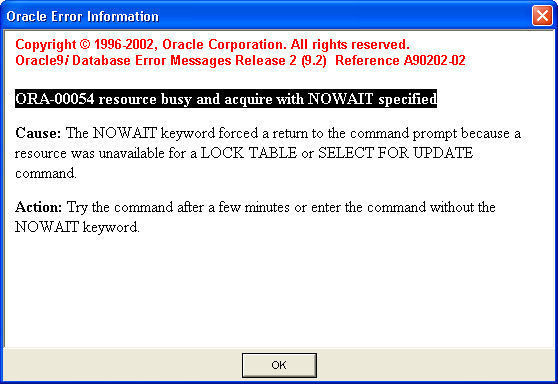 Oracle Error Information
Copyright © 1996-2002, Oracle Corporation. All rights reserved.
Oracle9i Database Error Messages Release 2 (9.2) Reference A90202-02
ORA-00054 resource busy and acquire with NOWAIT specified
Cause: The NOWAIT keyword forced a return to the command prompt because a
resource was unavailable for a LOCK TABLE or SELECT FOR UPDATE
command.
Action: Try the command after a few minutes or enter the command without the
NOWAIT keyword.
OK